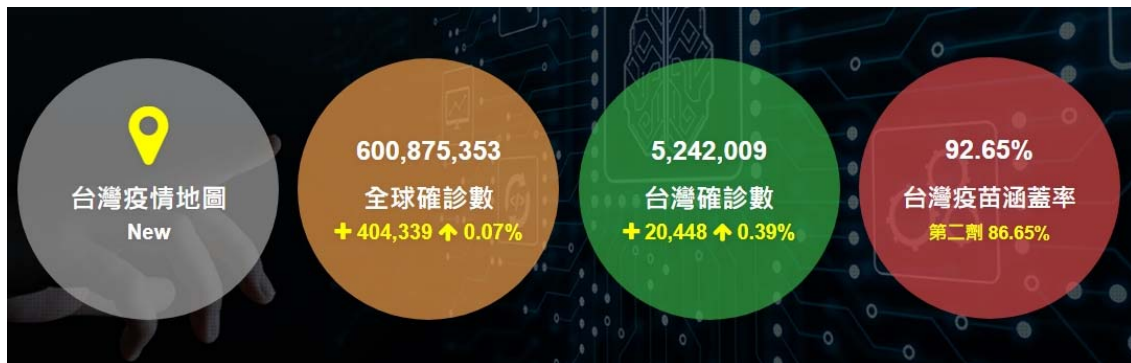 台灣疫情地圖
New
600,875,353
全球確診數
+ 404,339 ↑ 0.07%
5,242,009
台灣確診數
+ 20,448 ↑ 0.39%
92.65%
台灣疫苗涵蓋率
第二劑 86.65%